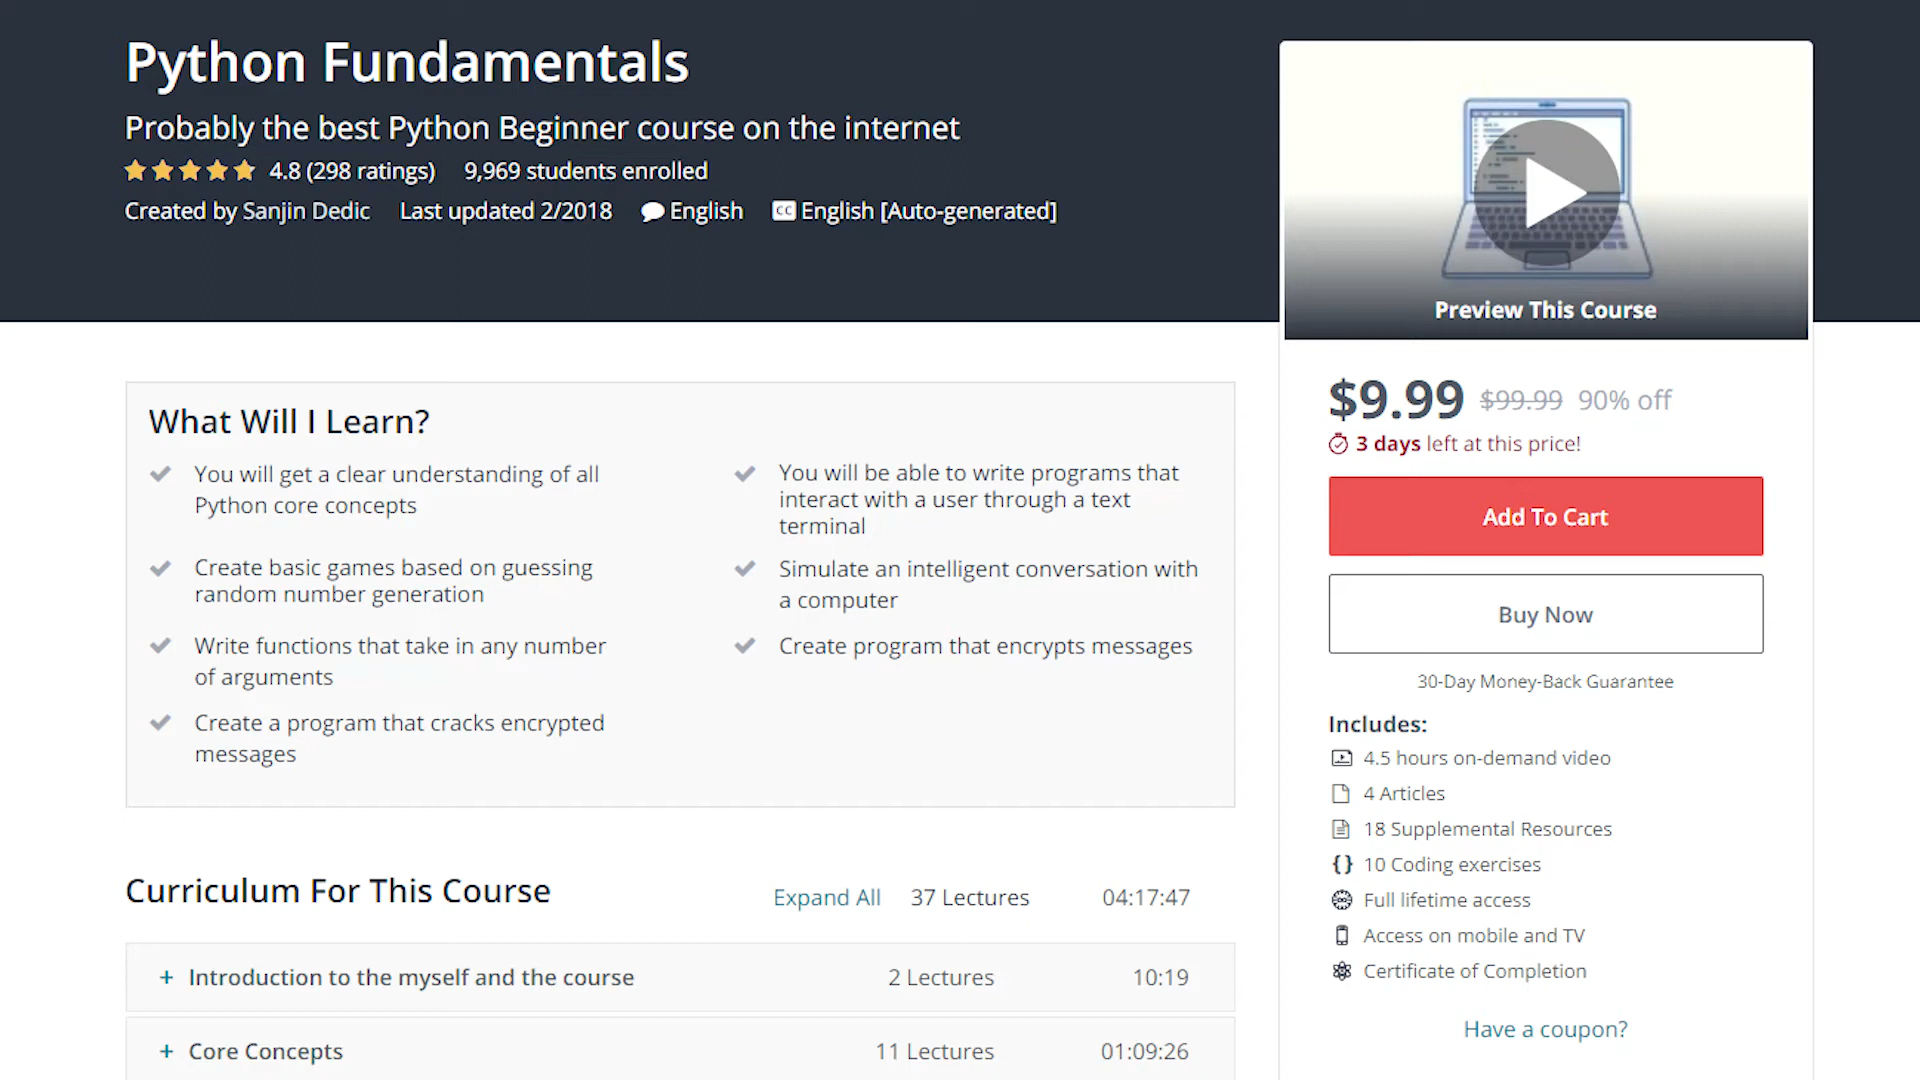 Python Fundamentals
Probably the best Python Beginner course on the internet
4.8 (298 ratings) 9,969 students enrolled
Created by Sanjin Dedic Last updated 2/2018 English CC English [Auto-generated]
Preview This Course
$9.99 $99.99 90% off
3 days left at this price!
Add To Cart
Buy Now
30-Day Money-Back Guarantee
Includes:
4.5 hours on-demand video
4 Articles
18 Supplemental Resources
{} 10 Coding exercises
Full lifetime access
Access on mobile and TV
Certificate of Completion
Have a coupon?
What Will I Learn?
You will get a clear understanding of all
Python core concepts
Create basic games based on guessing
random number generation
Write functions that take in any number
of arguments
Create a program that cracks encrypted
messages
You will be able to write programs that
interact with a user through a text
terminal
Simulate an intelligent conversation with
a computer
Create program that encrypts messages
Curriculum For This Course Expand All 37 Lectures 04:17:47
+ Introduction to the myself and the course 2 Lectures 10:19
+ Core Concepts 11 Lectures 01:09:26